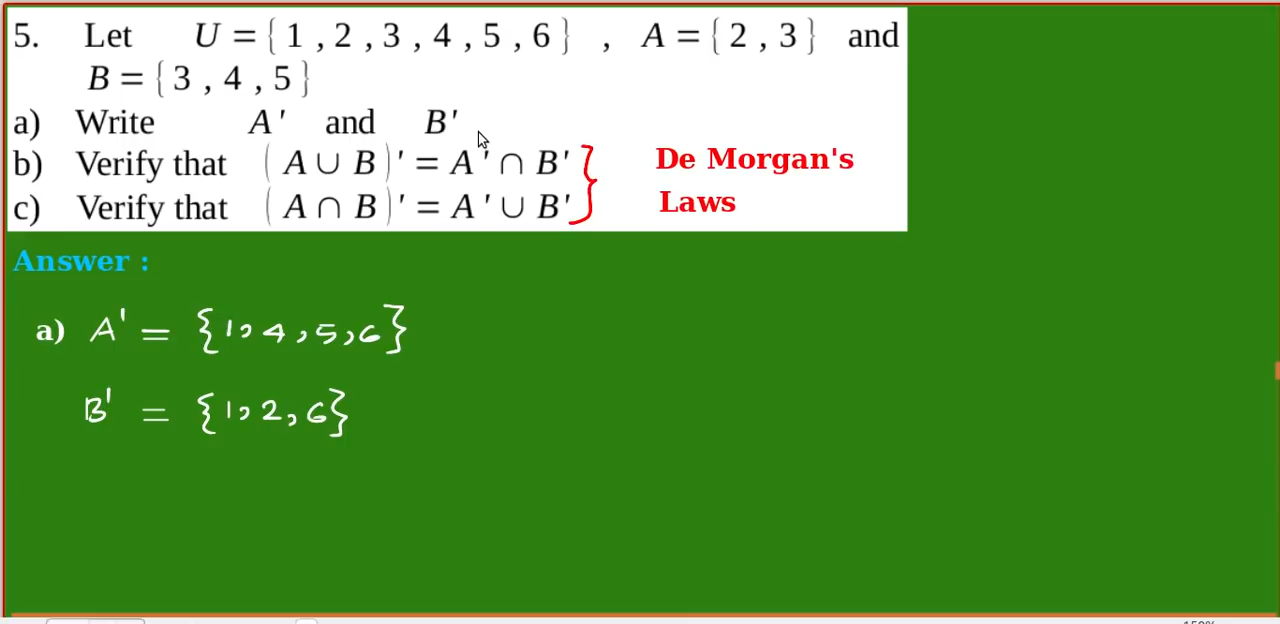 5. Let U = { 1 , 2 , 3 , 4 , 5 , 6 } , A = { 2 , 3 } and
B = { 3 , 4 , 5 }
a) Write A ' and B '
b) Verify that ( A ∪ B ) ' = A ' ∩ B '
c) Verify that ( A ∩ B ) ' = A ' ∪ B '
De Morgan's
Laws
Answer :
a) A' = {1, 4, 5, 6}
B' = {1, 2, 6}